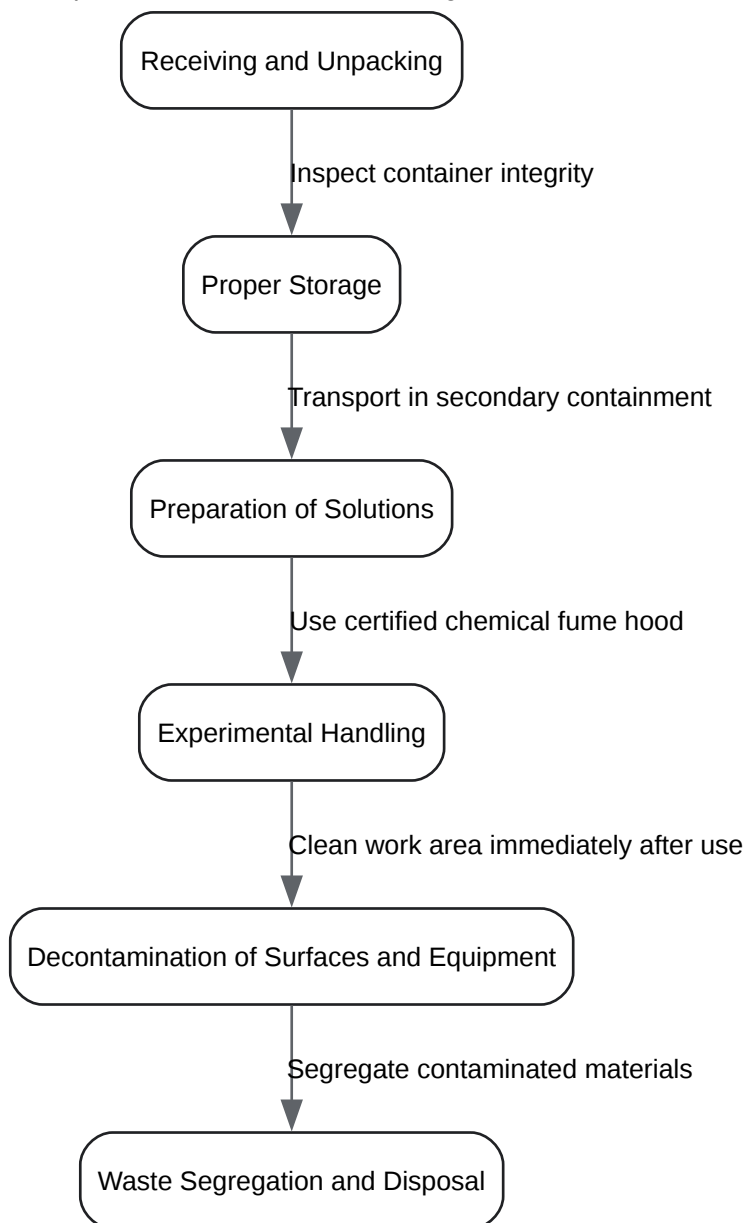 Receiving and Unpacking
Inspect container integrity
Proper Storage
Transport in secondary containment
Preparation of Solutions
Use certified chemical fume hood
Experimental Handling
Clean work area immediately after use
Decontamination of Surfaces and Equipment
Segregate contaminated materials
Waste Segregation and Disposal